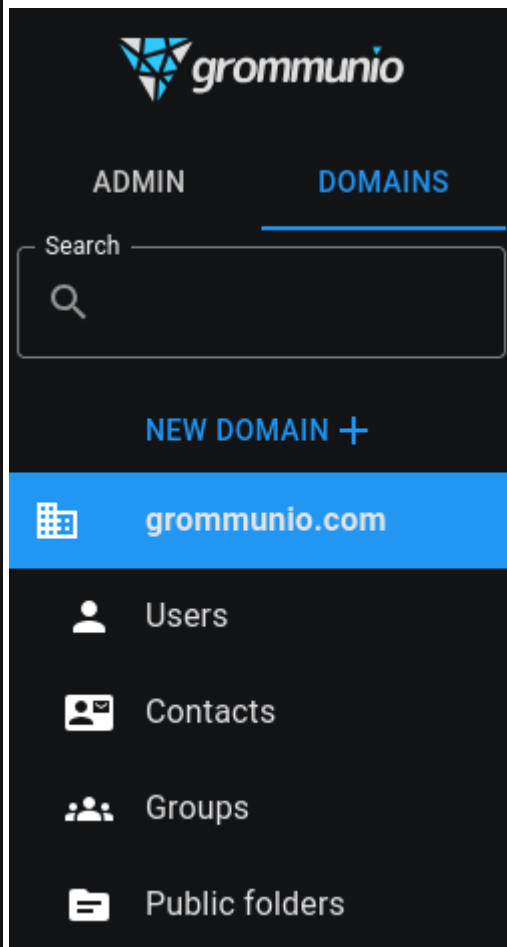 grommunio
ADMIN DOMAINS
Search
NEW DOMAIN +
grommunio.com
Users
Contacts
Groups
Public folders